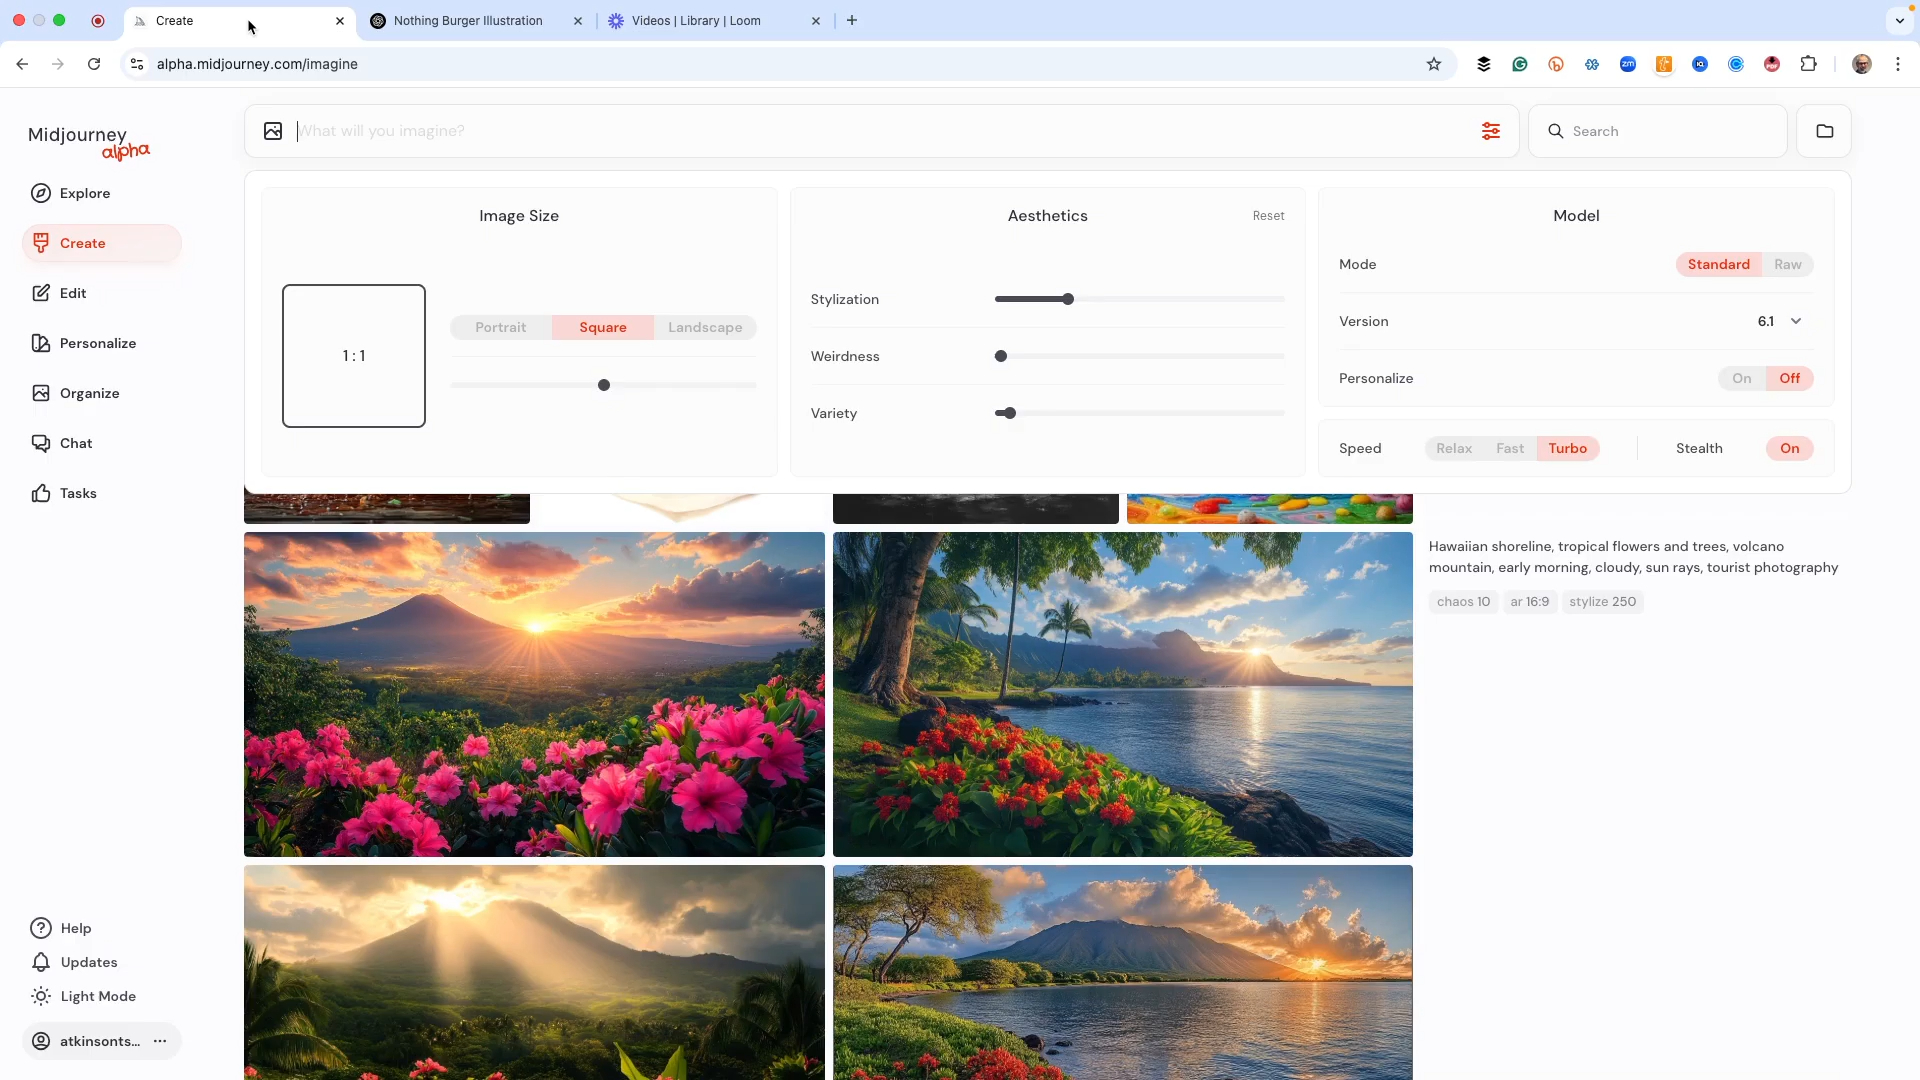 Create
Nothing Burger Illustration
Videos | Library | Loom
alpha.midjourney.com/imagine
Midjourney
alpha
What will you imagine?
Search
Explore
Create
Edit
Personalize
Organize
Chat
Tasks
Image Size
1 : 1
Portrait
Square
Landscape
Aesthetics
Reset
Stylization
Weirdness
Variety
Model
Mode
Standard
Raw
Version
6.1
Personalize
On
Off
Speed
Relax
Fast
Turbo
Stealth
On
Hawaiian shoreline, tropical flowers and trees, volcano
mountain, early morning, cloudy, sun rays, tourist photography
chaos 10
ar 16:9
stylize 250
Help
Updates
Light Mode
atkinsonts...